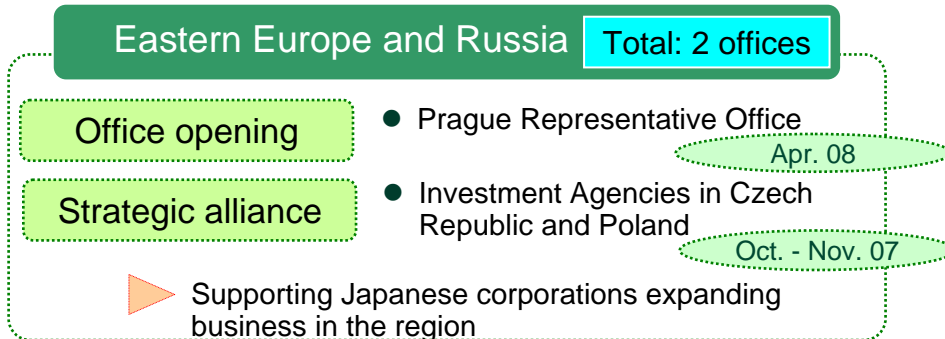 Eastern Europe and Russia Total: 2 offices
Office opening
● Prague Representative Office
Apr. 08
Strategic alliance
● Investment Agencies in Czech
Republic and Poland
Oct. - Nov. 07
Supporting Japanese corporations expanding
business in the region